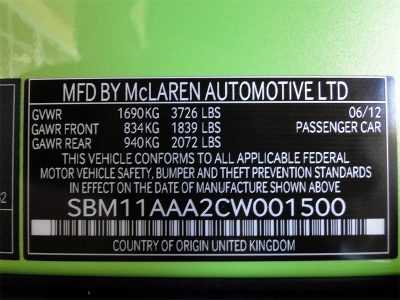 MFD BY McLAREN AUTOMOTIVE LTD
GVWR 1690KG 3726 LBS 06/12
GAWR FRONT 834KG 1839 LBS PASSENGER CAR
GAWR REAR 940KG 2072 LBS
THIS VEHICLE CONFORMS TO ALL APPLICABLE FEDERAL
MOTOR VEHICLE SAFETY, BUMPER AND THEFT PREVENTION STANDARDS
IN EFFECT ON THE DATE OF MANUFACTURE SHOWN ABOVE.
SBM11AAA2CW001500
COUNTRY OF ORIGIN UNITED KINGDOM